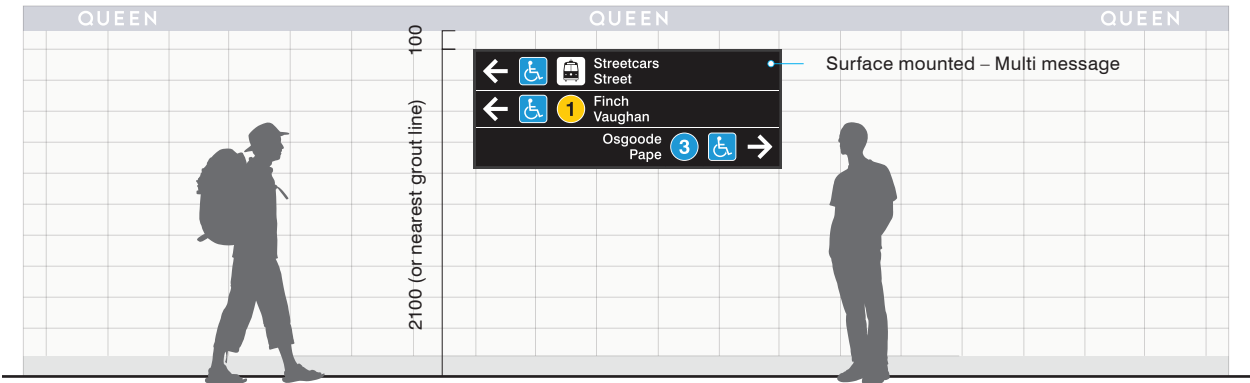 QUEEN QUEEN QUEEN
100
2100 (or nearest grout line)
Streetcars
Street
1
Finch
Vaughan
Osgoode
Pape
3
Surface mounted – Multi message